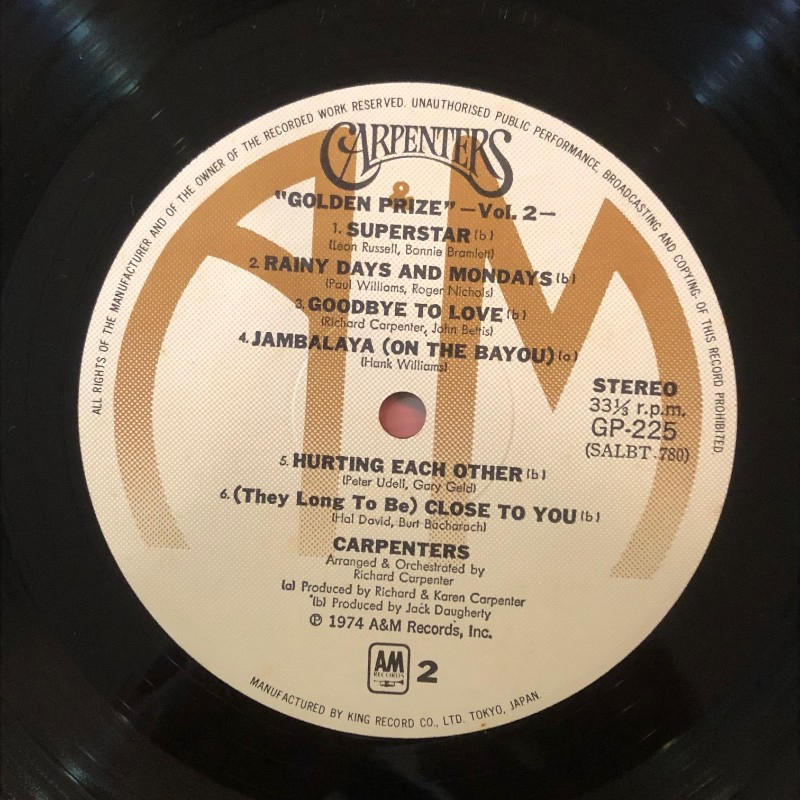 ALL RIGHTS OF THE MANUFACTURER AND OF THE OWNER OF THE RECORDED WORK RESERVED. UNAUTHORISED PUBLIC PERFORMANCE, BROADCASTING AND COPYING OF THIS RECORD PROHIBITED.
CARPENTERS
&
"GOLDEN PRIZE" —Vol. 2—
1. SUPERSTAR (b)
(Leon Russell, Bonnie Bramlett)
2. RAINY DAYS AND MONDAYS (b)
(Paul Williams, Roger Nichols)
3. GOODBYE TO LOVE (b)
(Richard Carpenter, John Bettis)
4. JAMBALAYA (ON THE BAYOU) (a)
(Hank Williams)
STEREO
33⅓ r.p.m.
GP-225
(SALBT. 780)
5. HURTING EACH OTHER (b)
(Peter Udell, Gary Geld)
6. (They Long To Be) CLOSE TO YOU (b)
(Hal David, Burt Bacharach)
CARPENTERS
Arranged & Orchestrated by
Richard Carpenter
(a) Produced by Richard & Karen Carpenter
(b) Produced by Jack Daugherty
℗ 1974 A&M Records, Inc.
AM
RECORDS
2
MANUFACTURED BY KING RECORD CO., LTD. TOKYO, JAPAN.